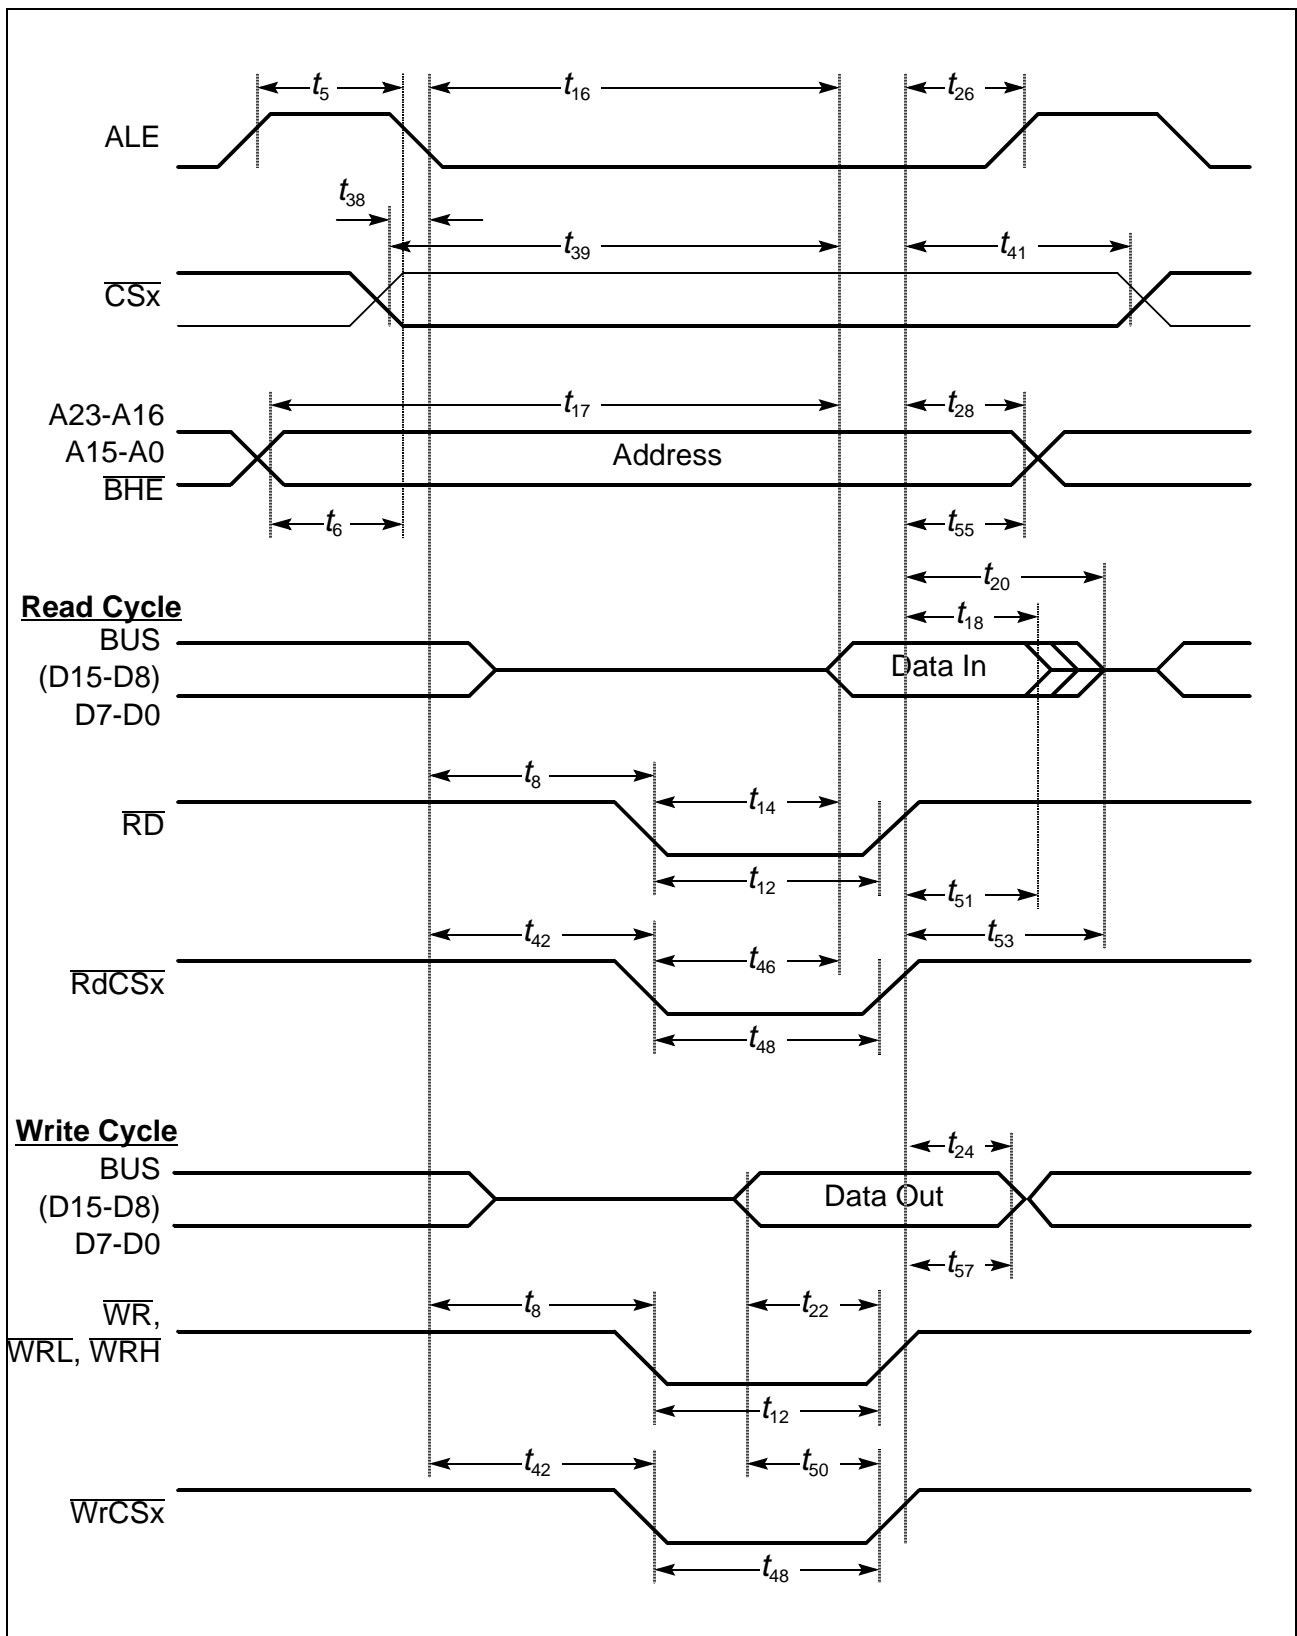 t5 t16 t26
ALE
t38
t39 t41
CSx
t17 t28
A23-A16
A15-A0
BHE
Address
t6 t55
t20
Read Cycle
t18
BUS
(D15-D8)
D7-D0
Data In
t8
t14
RD
t12
t51
t42 t53
t46
RdCSx
t48
Write Cycle
t24
BUS
(D15-D8)
D7-D0
Data Out
t57
t8 t22
WR,
WRL, WRH
t12
t42 t50
WrCSx
t48